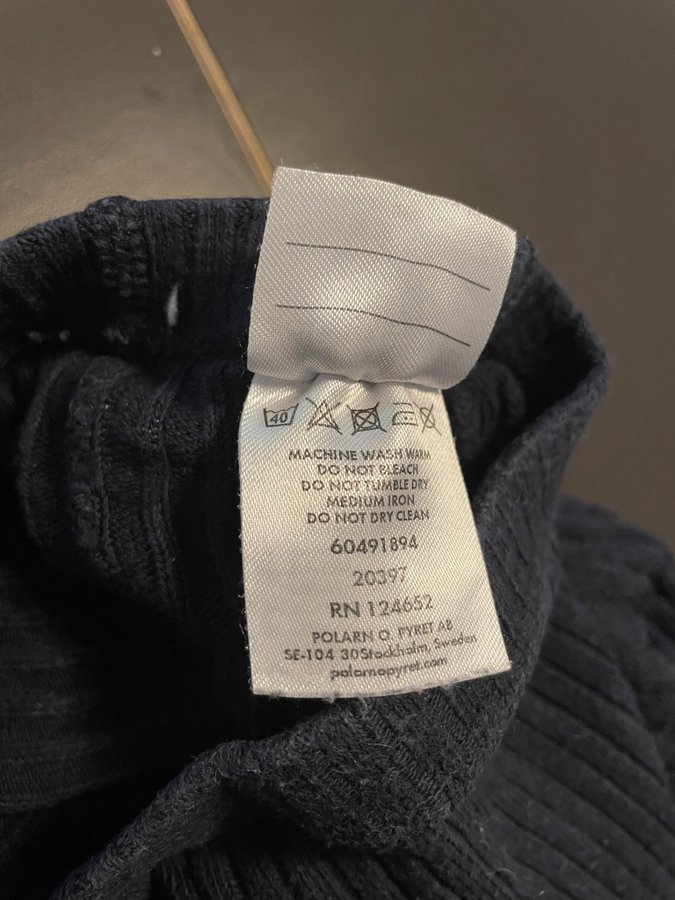 40
MACHINE WASH WARM
DO NOT BLEACH
DO NOT TUMBLE DRY
MEDIUM IRON
DO NOT DRY CLEAN
60491894
20397
RN 124652
POLARN O. PYRET AB
SE-104 30Stockholm, Sweden
polarnopyret.com